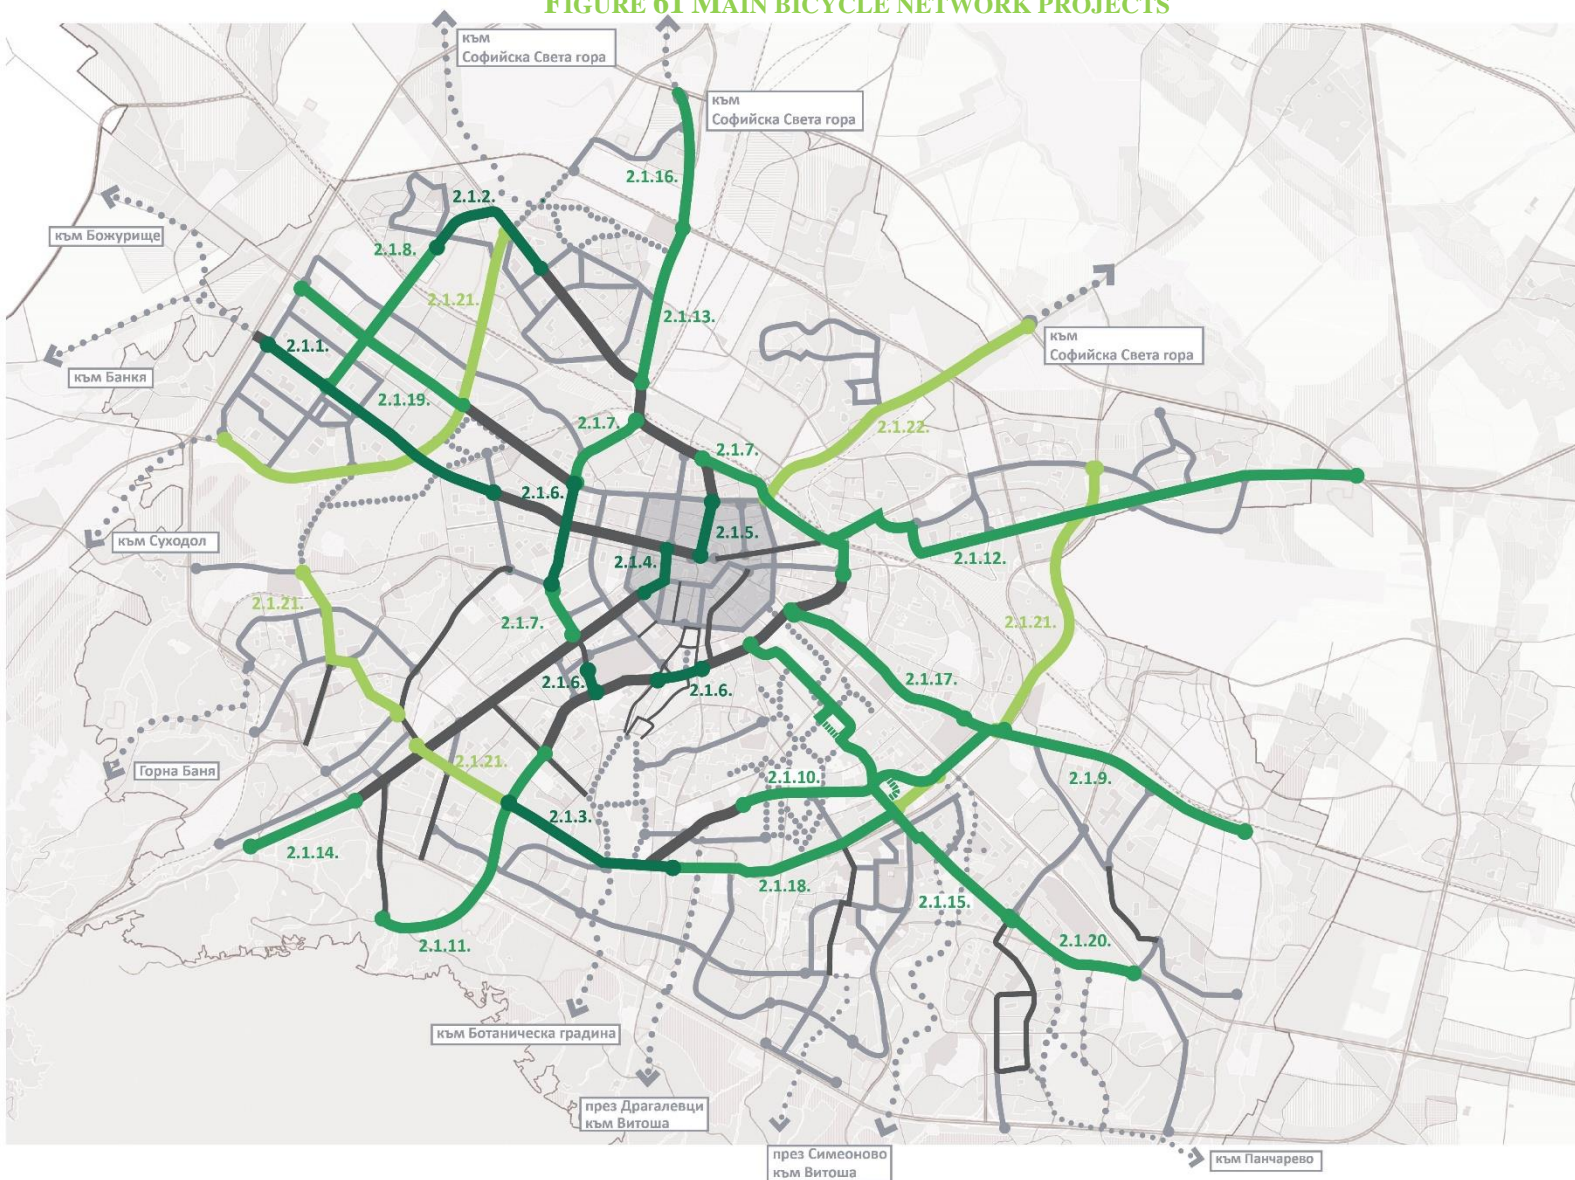 FIGURE 61 MAIN BICYCLE NETWORK PROJECTS
към
Софийска Света гора
към
Софийска Света гора
2.1.16.
2.1.2.
към Божурище
2.1.8.
2.1.21.
2.1.13.
към
Софийска Света гора
2.1.1.
към Банкя
2.1.19.
2.1.7.
2.1.22.
2.1.7.
2.1.6.
към Суходол
2.1.5.
2.1.4.
2.1.12.
2.1.21.
2.1.7.
2.1.21.
2.1.6.
2.1.6.
2.1.17.
Горна Баня
2.1.21.
2.1.10.
2.1.9.
2.1.3.
2.1.14.
2.1.18.
2.1.15.
2.1.11.
2.1.20.
към Ботаническа градина
през Драгалевци
към Витоша
през Симеоново
към Витоша
към Панчарево